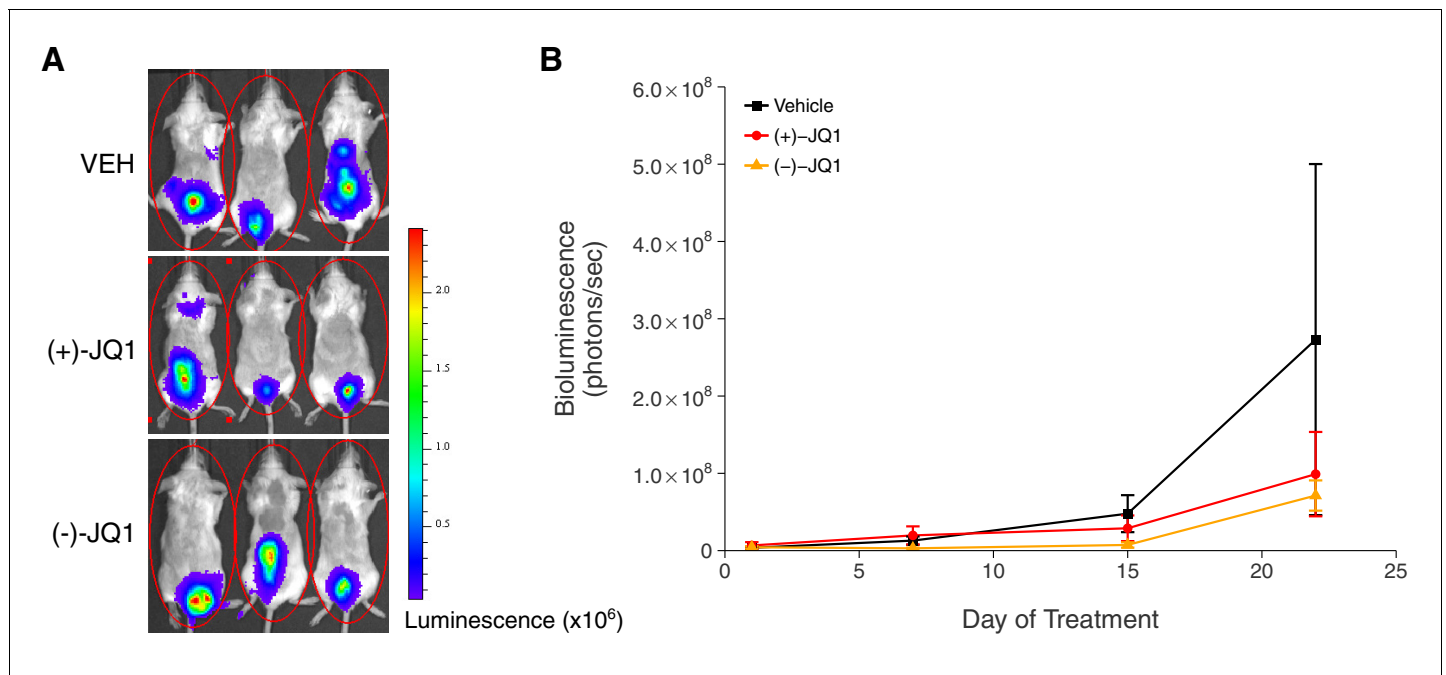 A
VEH
(+)-JQ1
(-)-JQ1
2.0
1.5
1.0
0.5
Luminescence (x10⁶)
B
Bioluminescence
(photons/sec)
6.0×10⁸
5.0×10⁸
4.0×10⁸
3.0×10⁸
2.0×10⁸
1.0×10⁸
0
Vehicle
(+)–JQ1
(–)–JQ1
0 5 10 15 20 25
Day of Treatment